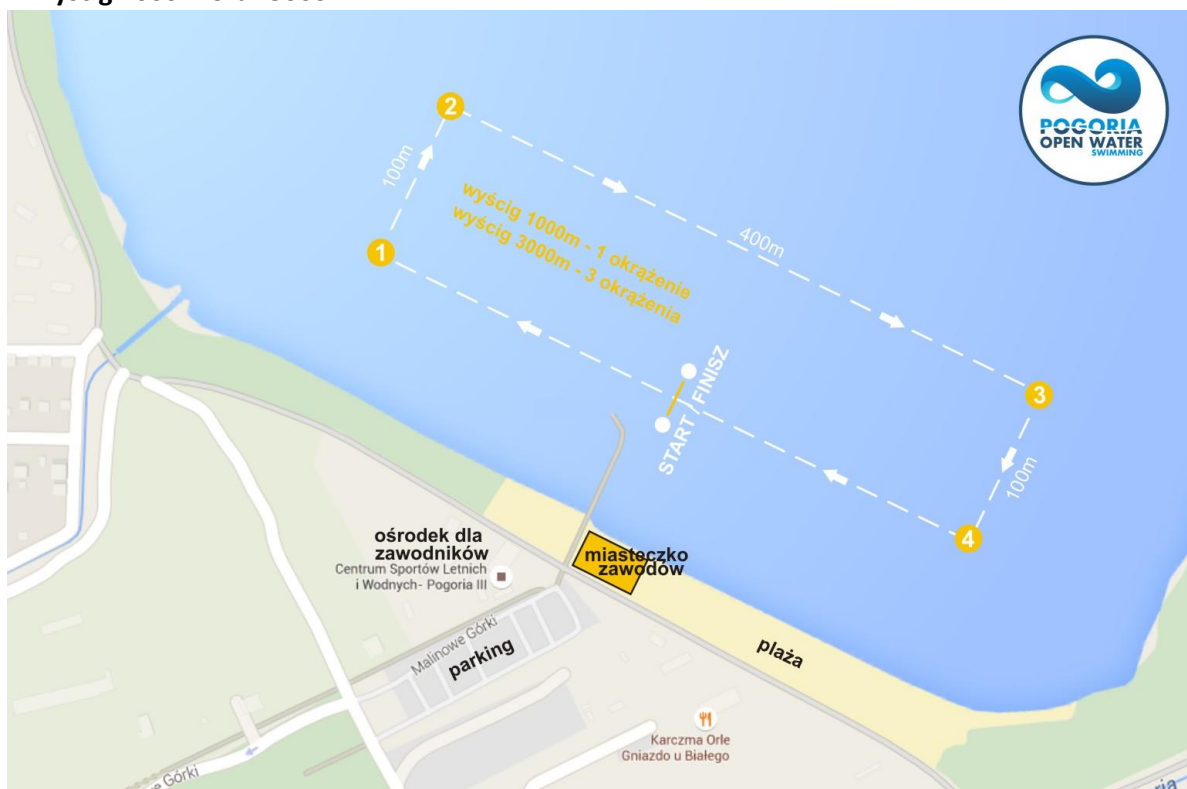 2
POGORIA
OPEN WATER
SWIMMING
100m
wyścig 1000m - 1 okrążenie
wyścig 3000m - 3 okrążenia
400m
1
START / FINISZ
3
100m
4
ośrodek dla
zawodników
Centrum Sportów Letnich
i Wodnych- Pogoria III
miasteczko
zawodów
Malinowe Górki
parking
plaża
Karczma Orle
Gniazdo u Białego
Górki